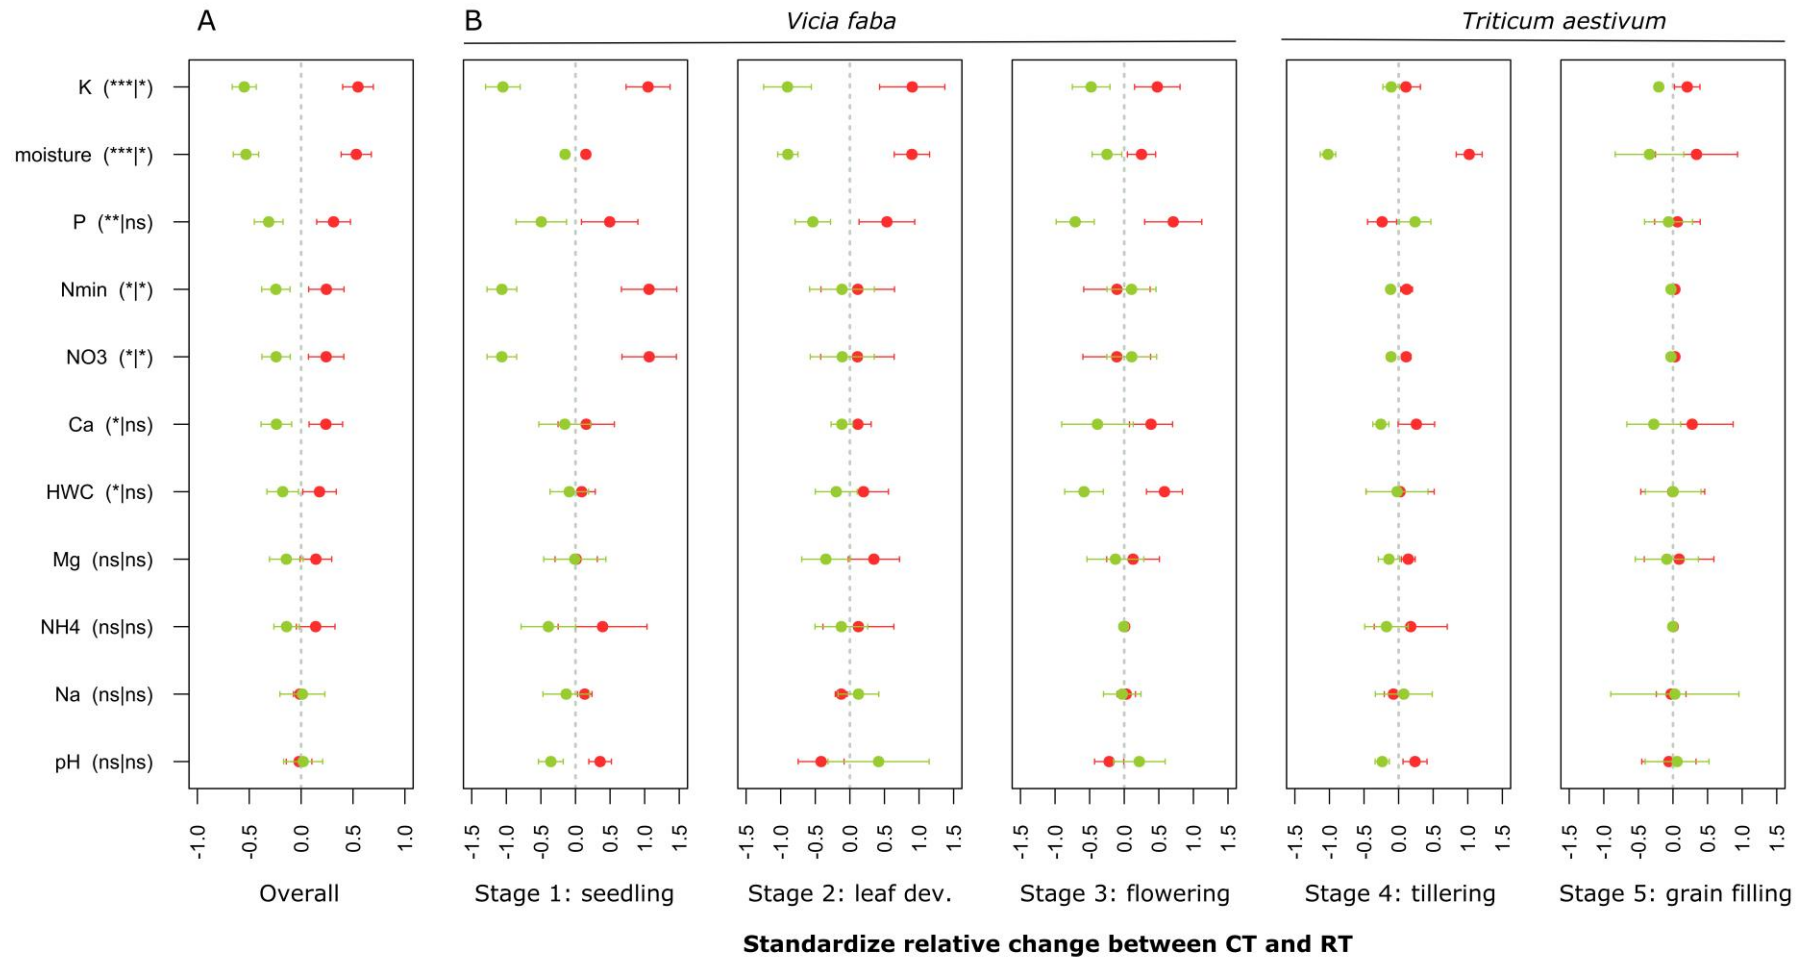 A
B
Vicia faba
Triticum aestivum
K (***|*)
moisture (***|*)
P (**|ns)
Nmin (*|*)
NO3 (*|*)
Ca (*|ns)
HWC (*|ns)
Mg (ns|ns)
NH4 (ns|ns)
Na (ns|ns)
pH (ns|ns)
-1.0 -0.5 0.0 0.5 1.0
-1.5 -1.0 -0.5 0.0 0.5 1.0 1.5
-1.5 -1.0 -0.5 0.0 0.5 1.0 1.5
-1.5 -1.0 -0.5 0.0 0.5 1.0 1.5
-1.5 -1.0 -0.5 0.0 0.5 1.0 1.5
-1.5 -1.0 -0.5 0.0 0.5 1.0 1.5
Overall
Stage 1: seedling
Stage 2: leaf dev.
Stage 3: flowering
Stage 4: tillering
Stage 5: grain filling
Standardize relative change between CT and RT